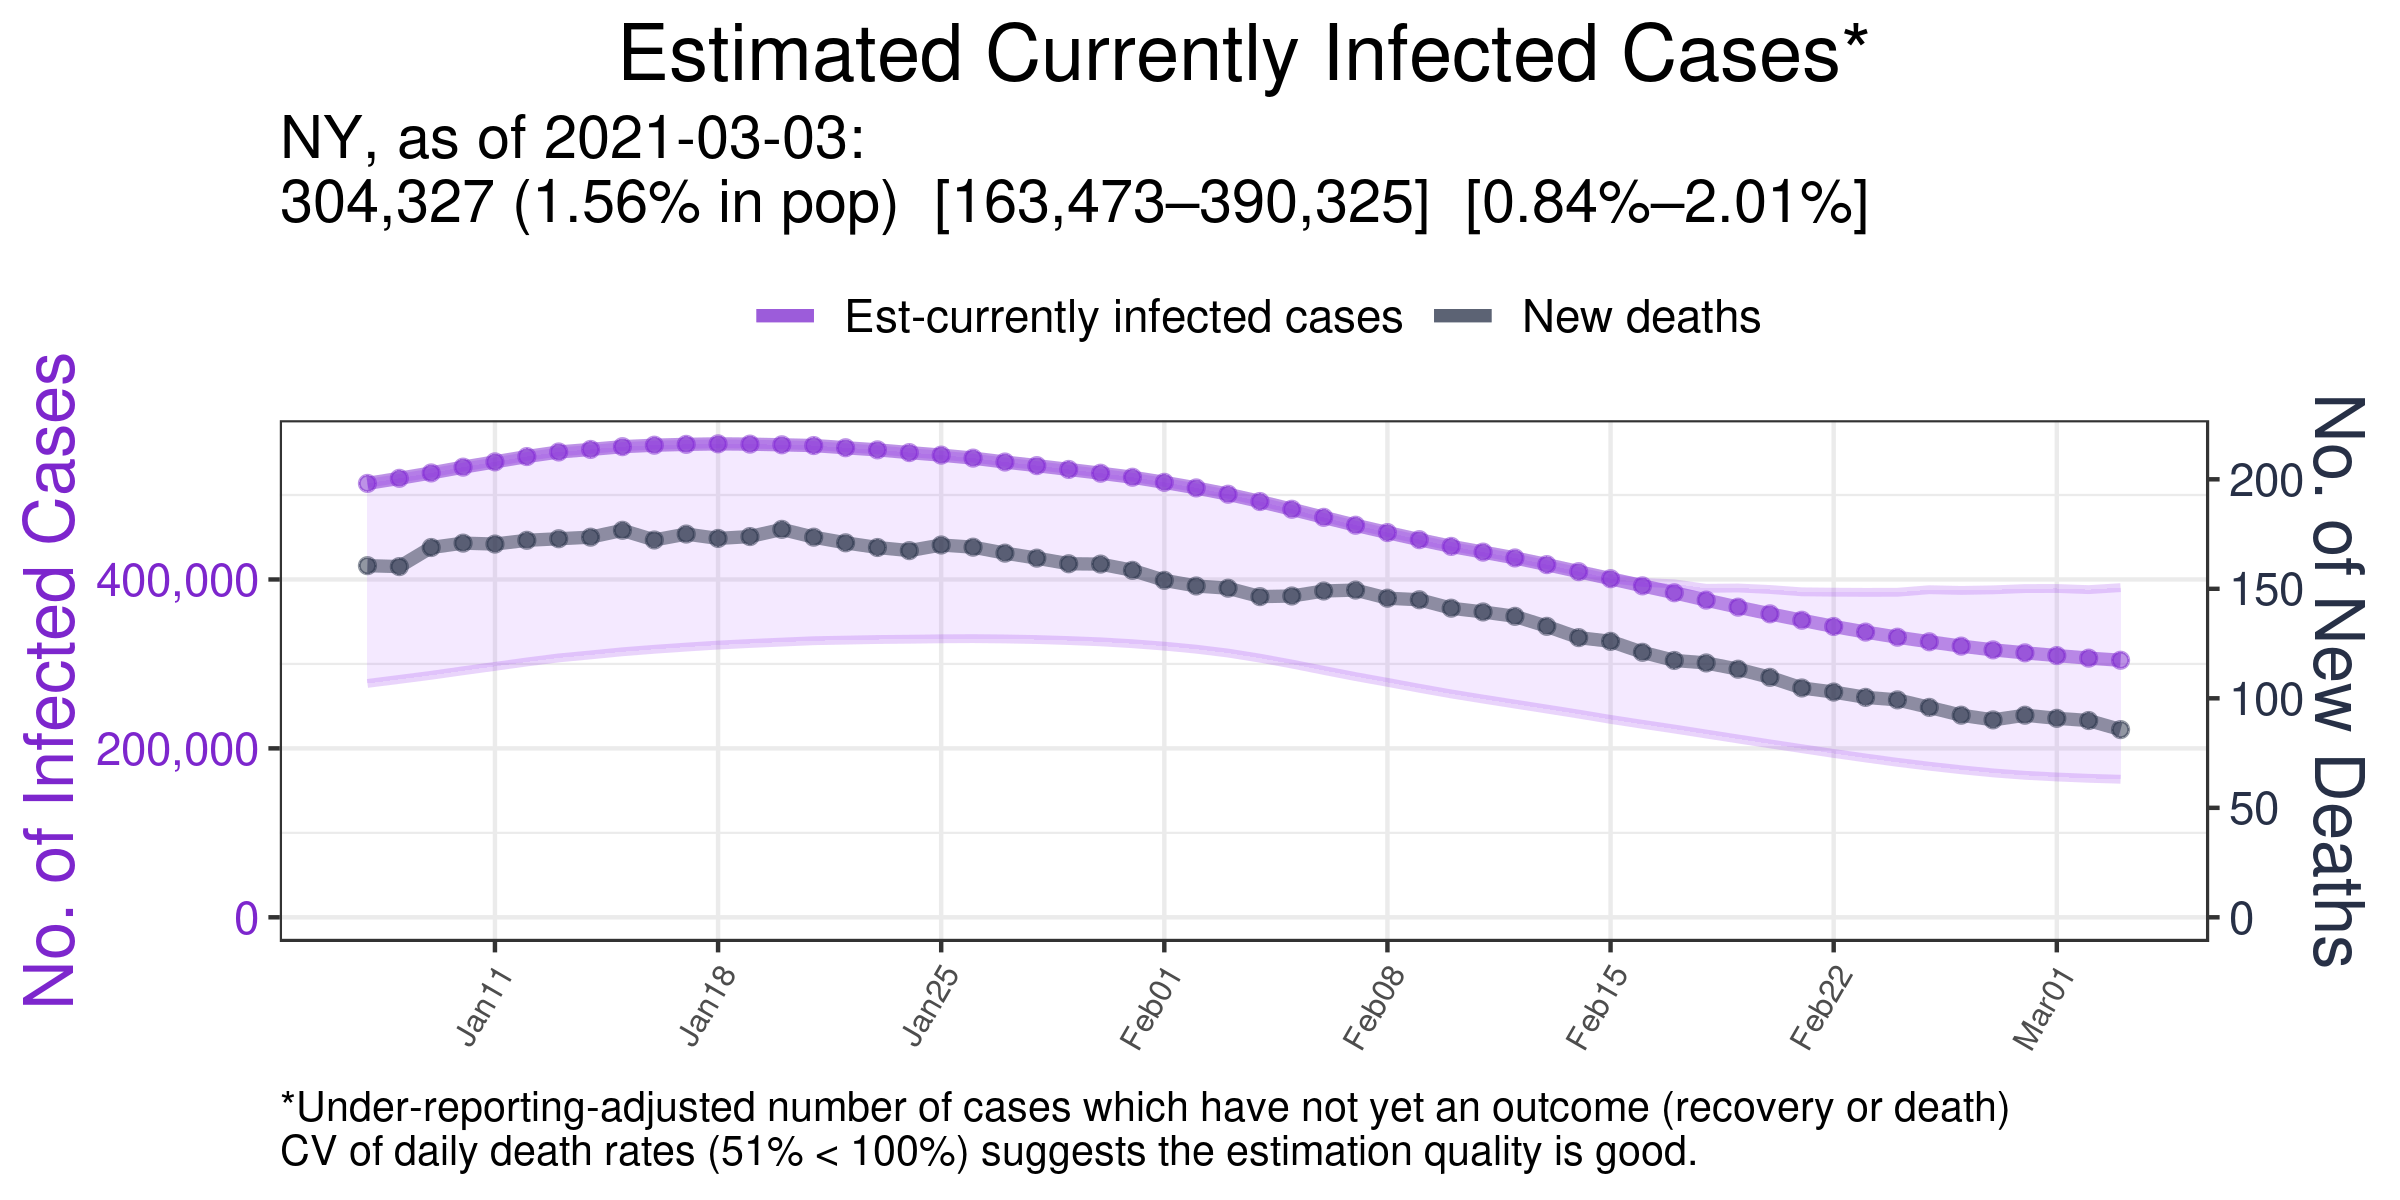 Estimated Currently Infected Cases*
NY, as of 2021-03-03:
304,327 (1.56% in pop) [163,473–390,325] [0.84%–2.01%]
Est-currently infected cases
New deaths
No. of Infected Cases
400,000
200,000
0
No. of New Deaths
200
150
100
50
0
Jan11
Jan18
Jan25
Feb01
Feb08
Feb15
Feb22
Mar01
*Under-reporting-adjusted number of cases which have not yet an outcome (recovery or death)
CV of daily death rates (51% < 100%) suggests the estimation quality is good.